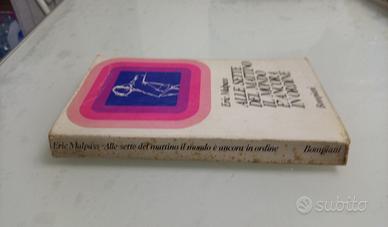 Eric Malpass
ALLE SETTE
DEL MATTINO
IL MONDO
È ANCORA
IN ORDINE
Bompiani
Eric Malpass · Alle sette del mattino il mondo è ancora in ordine Bompiani
subito